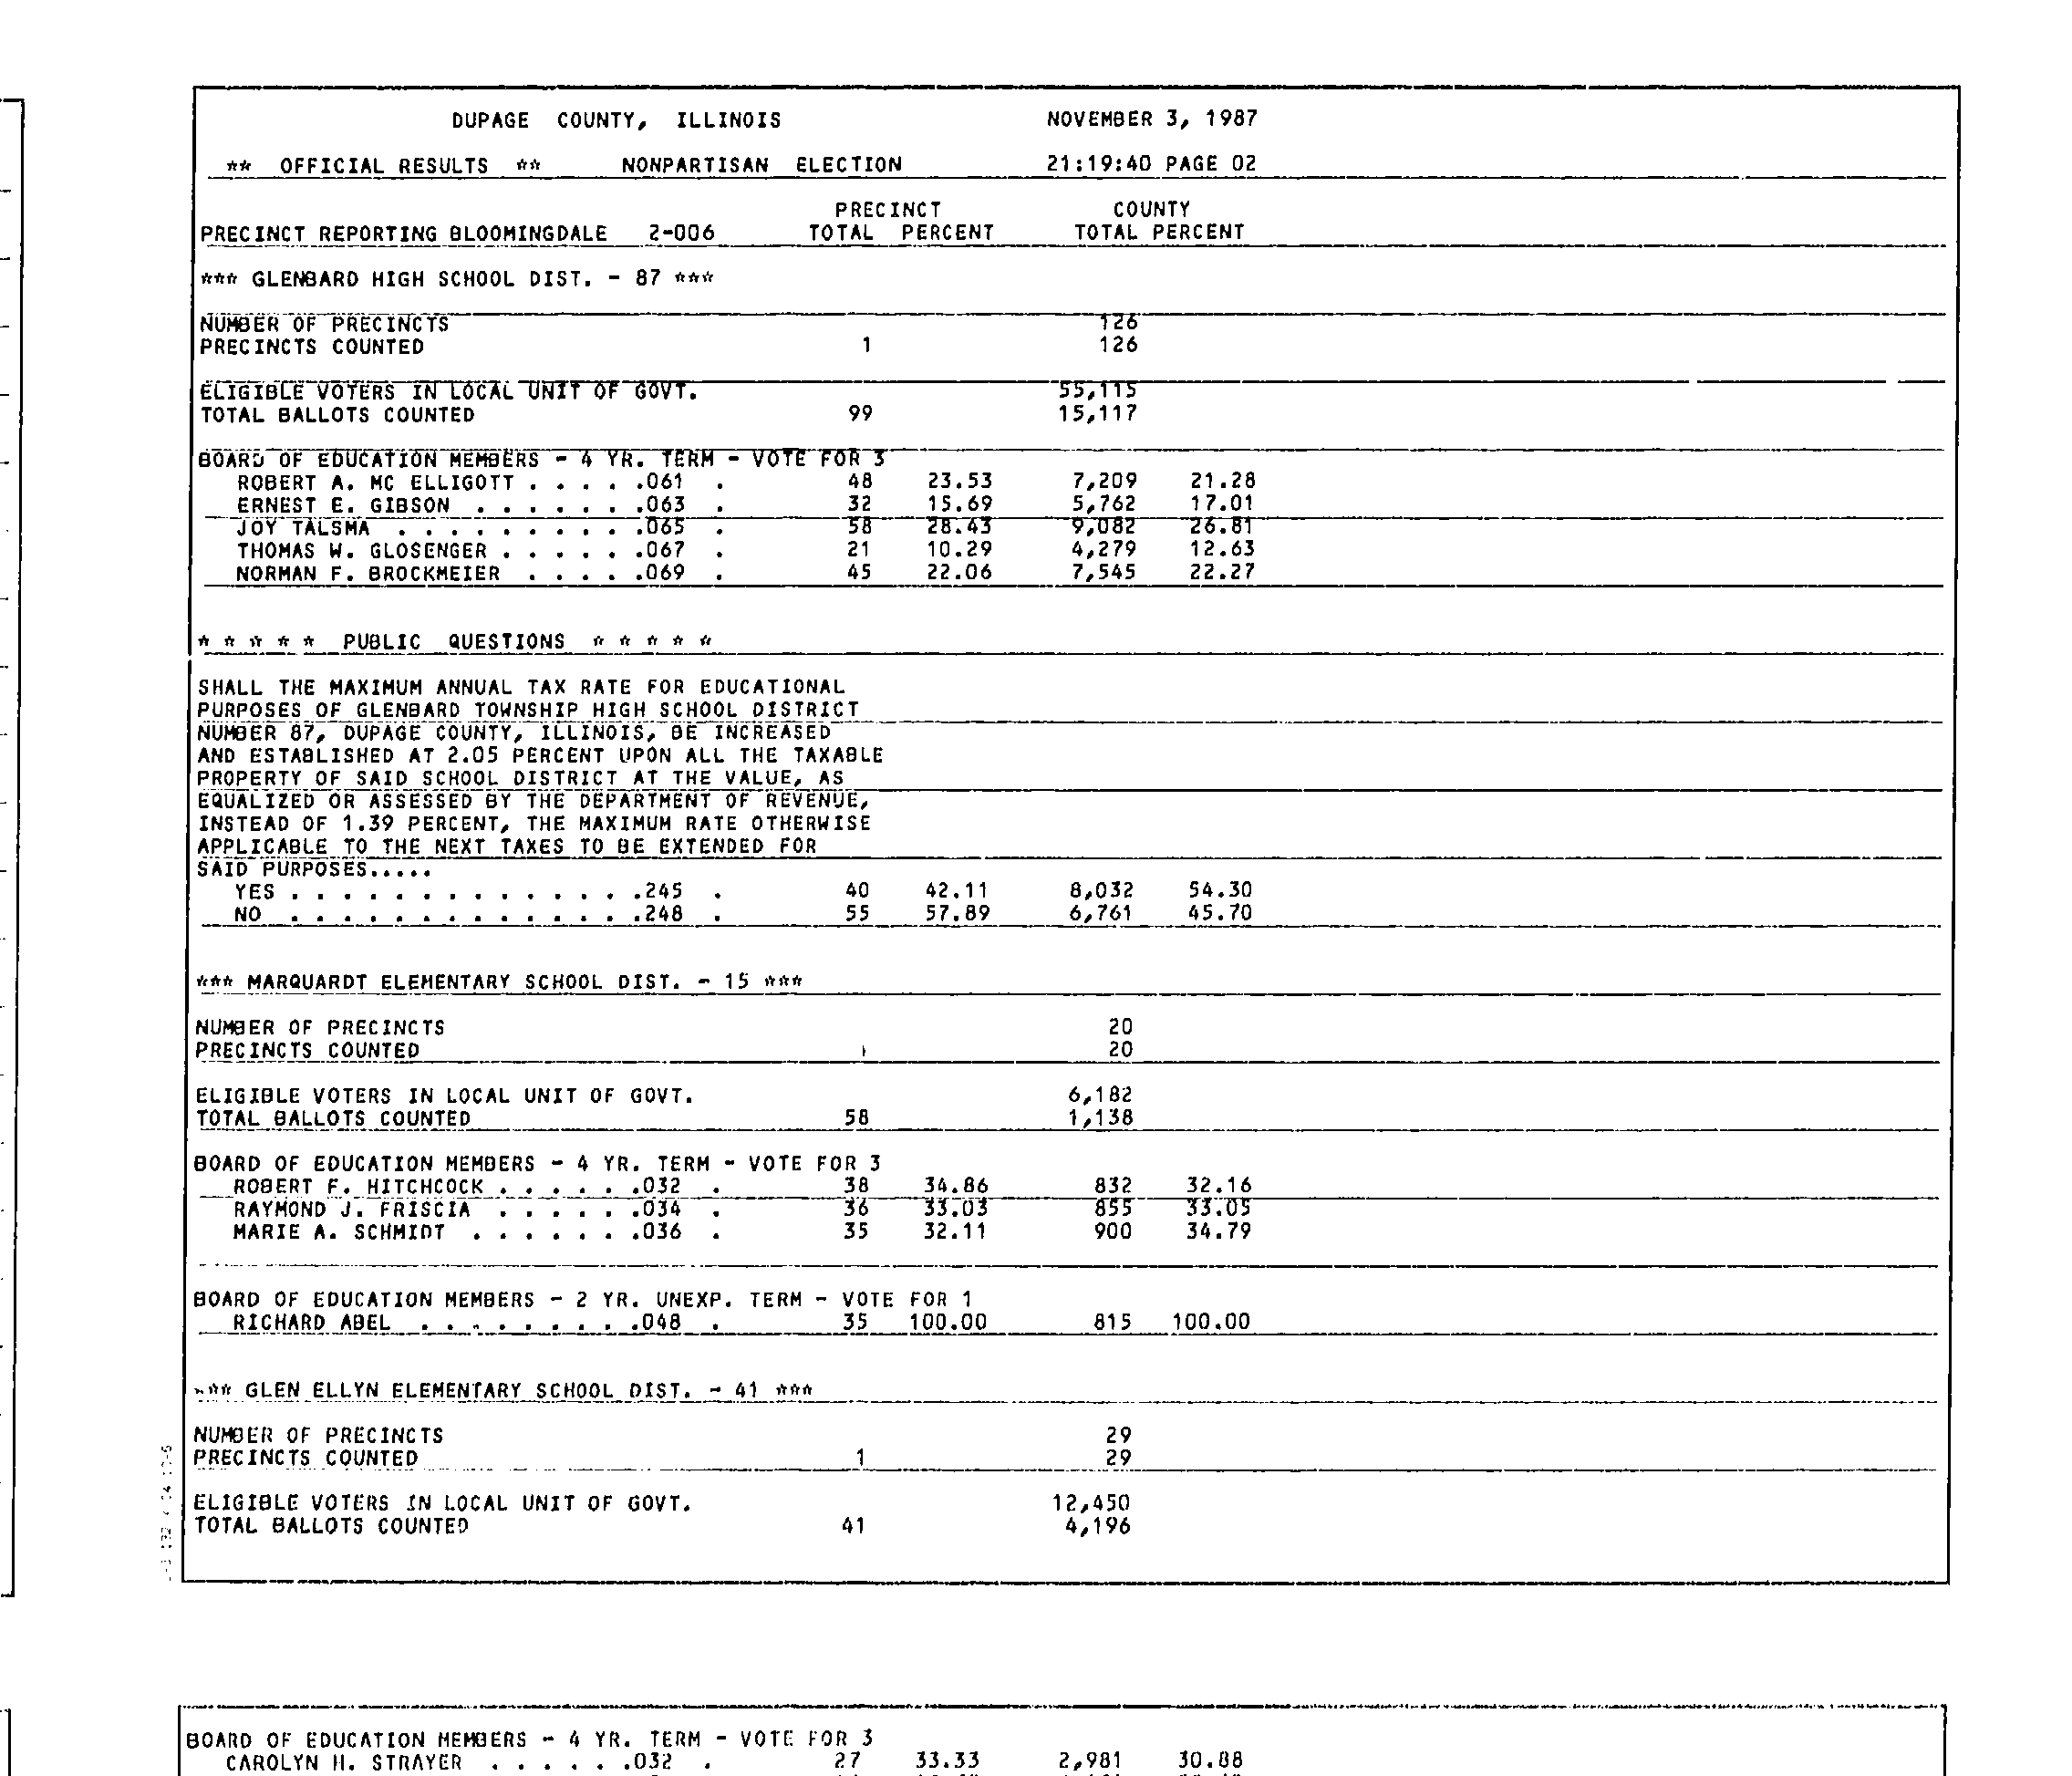 DUPAGE COUNTY, ILLINOIS NOVEMBER 3, 1987
** OFFICIAL RESULTS ** NONPARTISAN ELECTION 21:19:40 PAGE 02
PRECINCT COUNTY
PRECINCT REPORTING BLOOMINGDALE 2-006 TOTAL PERCENT TOTAL PERCENT
*** GLENBARD HIGH SCHOOL DIST. - 87 ***
NUMBER OF PRECINCTS 126
PRECINCTS COUNTED 1 126
ELIGIBLE VOTERS IN LOCAL UNIT OF GOVT. 55,115
TOTAL BALLOTS COUNTED 99 15,117
BOARD OF EDUCATION MEMBERS - 4 YR. TERM - VOTE FOR 3
ROBERT A. MC ELLIGOTT . . . . .061 . 48 23.53 7,209 21.28
ERNEST E. GIBSON . . . . . . .063 . 32 15.69 5,762 17.01
JOY TALSMA . . . . . . . . . .065 . 58 28.43 9,082 26.81
THOMAS W. GLOSENGER . . . . . .067 . 21 10.29 4,279 12.63
NORMAN F. BROCKMEIER . . . . .069 . 45 22.06 7,545 22.27
* * * * * PUBLIC QUESTIONS * * * * *
SHALL THE MAXIMUM ANNUAL TAX RATE FOR EDUCATIONAL
PURPOSES OF GLENBARD TOWNSHIP HIGH SCHOOL DISTRICT
NUMBER 87, DUPAGE COUNTY, ILLINOIS, BE INCREASED
AND ESTABLISHED AT 2.05 PERCENT UPON ALL THE TAXABLE
PROPERTY OF SAID SCHOOL DISTRICT AT THE VALUE, AS
EQUALIZED OR ASSESSED BY THE DEPARTMENT OF REVENUE,
INSTEAD OF 1.39 PERCENT, THE MAXIMUM RATE OTHERWISE
APPLICABLE TO THE NEXT TAXES TO BE EXTENDED FOR
SAID PURPOSES.....
YES . . . . . . . . . . . . . .245 . 40 42.11 8,032 54.30
NO . . . . . . . . . . . . . .248 . 55 57.89 6,761 45.70
*** MARQUARDT ELEMENTARY SCHOOL DIST. - 15 ***
NUMBER OF PRECINCTS 20
PRECINCTS COUNTED 1 20
ELIGIBLE VOTERS IN LOCAL UNIT OF GOVT. 6,182
TOTAL BALLOTS COUNTED 58 1,138
BOARD OF EDUCATION MEMBERS - 4 YR. TERM - VOTE FOR 3
ROBERT F. HITCHCOCK . . . . . .032 . 38 34.86 832 32.16
RAYMOND J. FRISCIA . . . . . .034 . 36 33.03 855 33.05
MARIE A. SCHMIDT . . . . . . .036 . 35 32.11 900 34.79
BOARD OF EDUCATION MEMBERS - 2 YR. UNEXP. TERM - VOTE FOR 1
RICHARD ABEL . . . . . . . . .048 . 35 100.00 815 100.00
*** GLEN ELLYN ELEMENTARY SCHOOL DIST. - 41 ***
NUMBER OF PRECINCTS 29
PRECINCTS COUNTED 1 29
ELIGIBLE VOTERS IN LOCAL UNIT OF GOVT. 12,450
TOTAL BALLOTS COUNTED 41 4,196
BOARD OF EDUCATION MEMBERS - 4 YR. TERM - VOTE FOR 3
CAROLYN H. STRAYER . . . . . .032 . 27 33.33 2,981 30.88